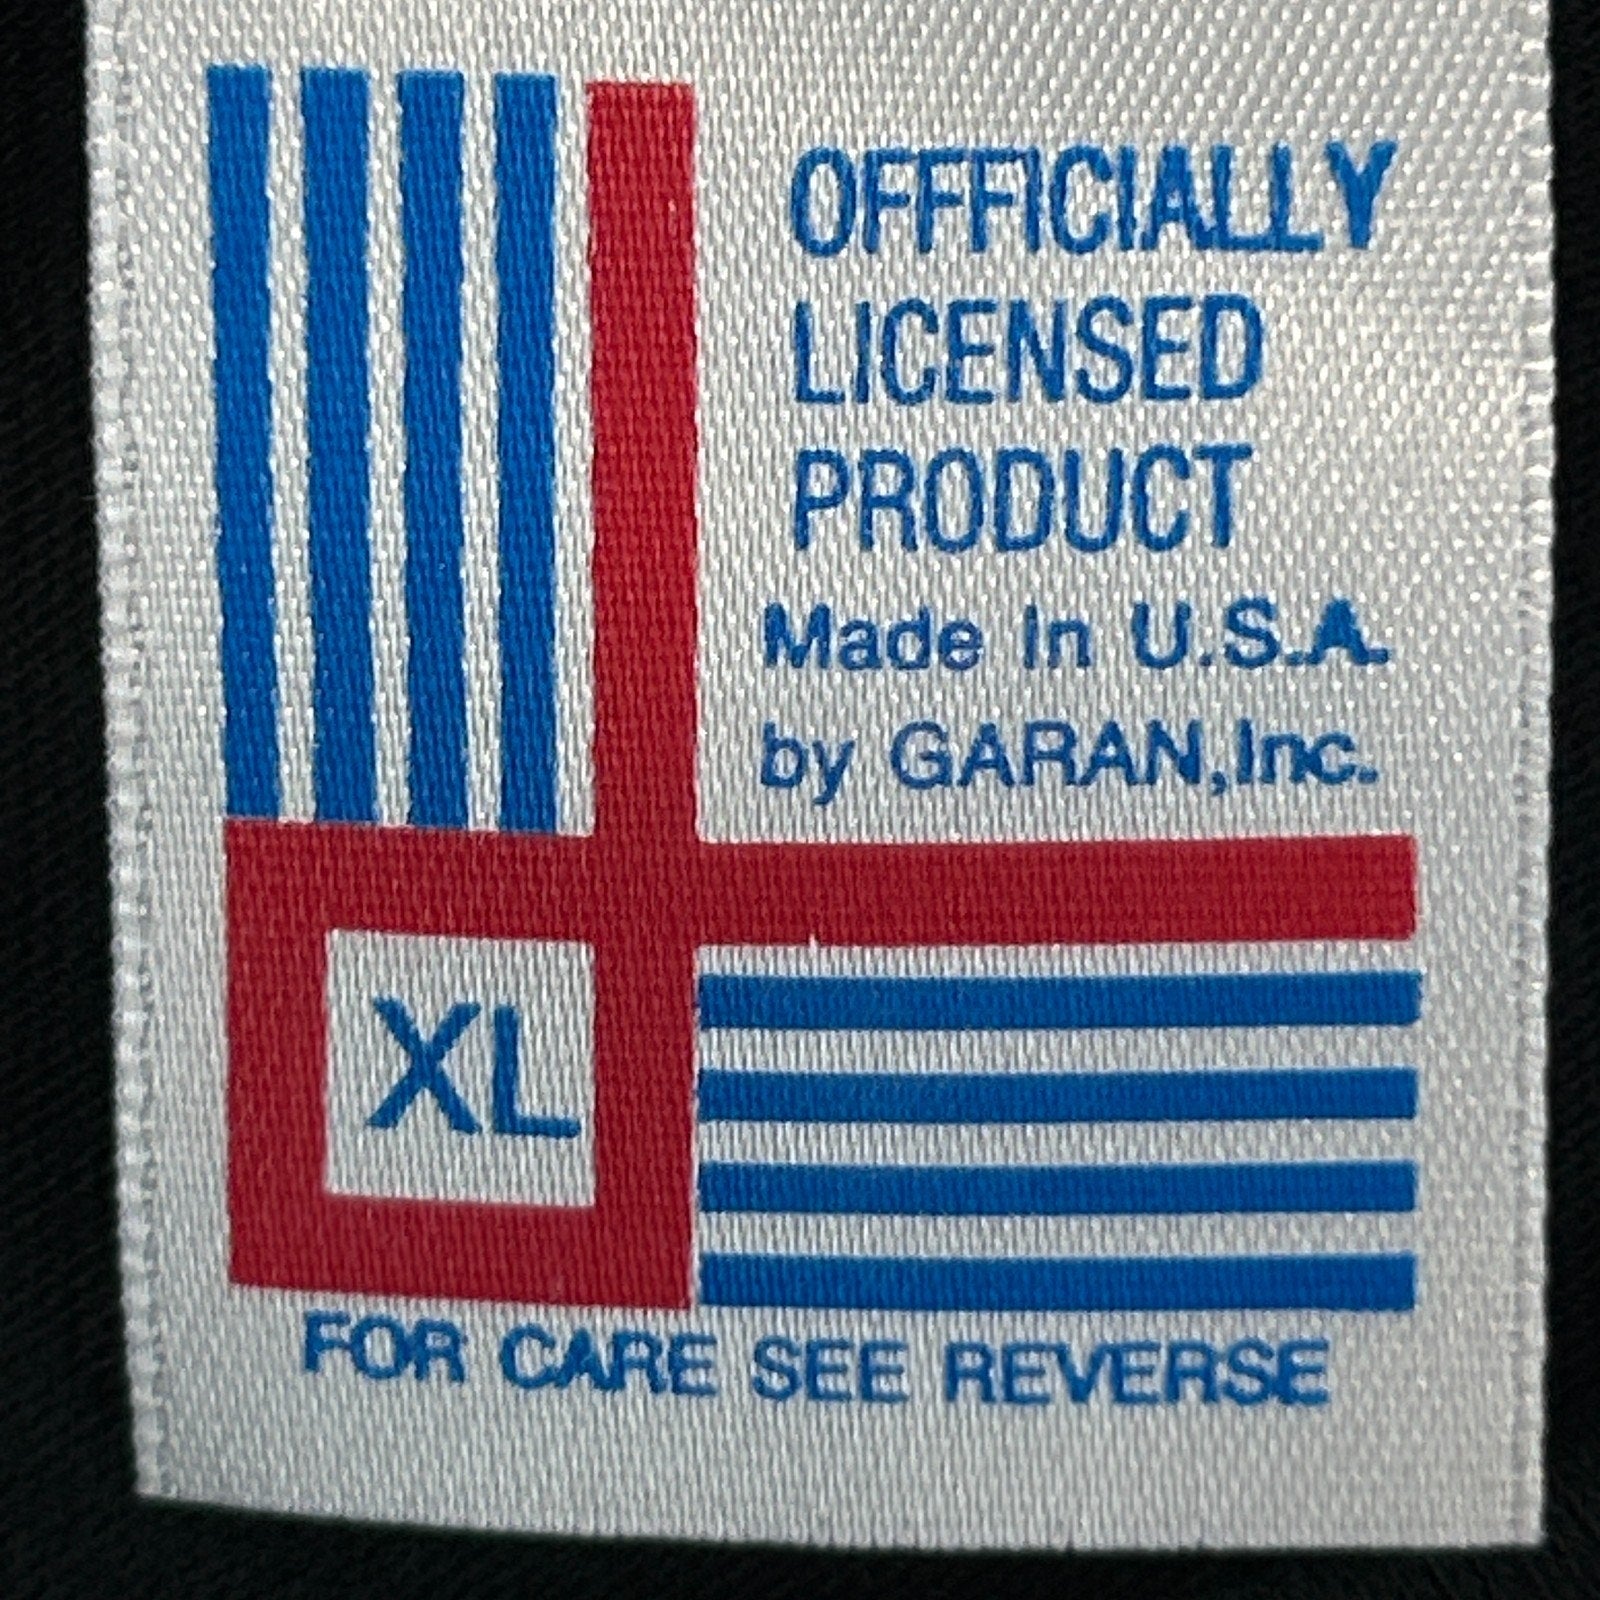 OFFFICIALLY
LICENSED
PRODUCT
Made In U.S.A.
by GARAN,Inc.
XL
FOR CARE SEE REVERSE